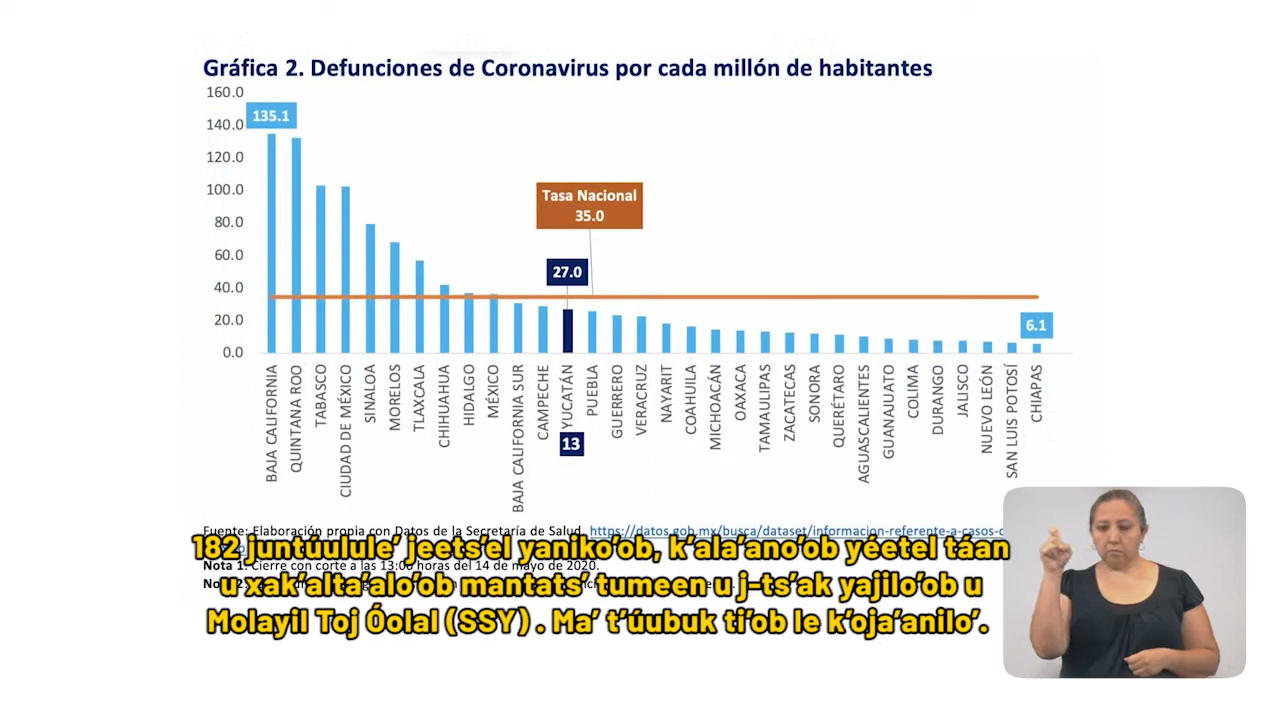 Gráfica 2. Defunciones de Coronavirus por cada millón de habitantes
160.0
140.0
120.0
100.0
80.0
60.0
40.0
20.0
0.0
135.1
Tasa Nacional
35.0
27.0
6.1
BAJA CALIFORNIA
QUINTANA ROO
TABASCO
CIUDAD DE MÉXICO
SINALOA
MORELOS
TLAXCALA
CHIHUAHUA
HIDALGO
MÉXICO
BAJA CALIFORNIA SUR
CAMPECHE
YUCATÁN
PUEBLA
GUERRERO
VERACRUZ
NAYARIT
COAHUILA
MICHOACÁN
OAXACA
TAMAULIPAS
ZACATECAS
SONORA
QUERÉTARO
AGUASCALIENTES
GUANAJUATO
COLIMA
DURANGO
JALISCO
NUEVO LEÓN
SAN LUIS POTOSÍ
CHIAPAS
13
Fuente: Elaboración propia con Datos de la Secretaría de Salud. https://datos.gob.mx/busca/dataset/informacion-referente-a-casos-
182 juntúulule’ jeets’el yaniko’ob, k’ala’ano’ob yéetel táan
Nota 1. Cierre con corte a las 13:00 horas del 14 de mayo de 2020.
u xak’alta’alo’ob mantats’ tumeen u j-ts’ak yajilo’ob u
Molayil Toj Óolal (SSY) . Ma’ t’úubuk ti’ob le k’oja’anilo’.